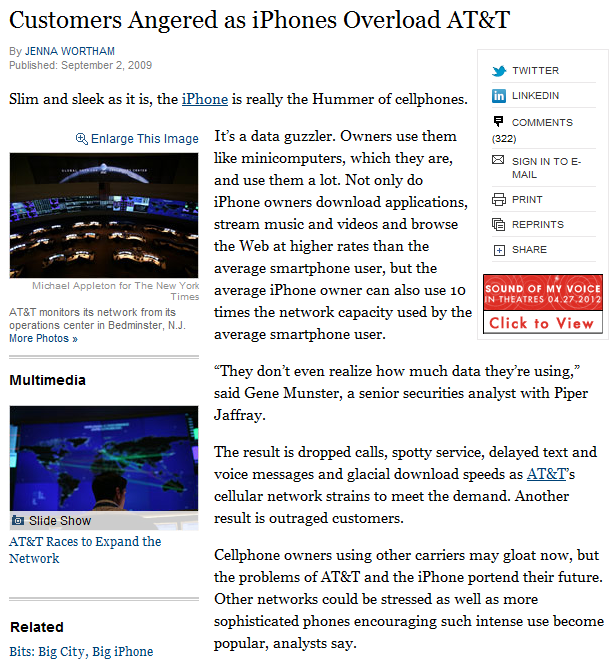 Customers Angered as iPhones Overload AT&T
By JENNA WORTHAM
Published: September 2, 2009
Slim and sleek as it is, the iPhone is really the Hummer of cellphones.
TWITTER
LINKEDIN
COMMENTS
(322)
SIGN IN TO E-
MAIL
PRINT
REPRINTS
SHARE
SOUND OF MY VOICE
IN THEATRES 04.27.2012
Click to View
Enlarge This Image
GLOBAL
CENTER
Michael Appleton for The New York
Times
AT&T monitors its network from its
operations center in Bedminster, N.J.
More Photos »
Multimedia
Slide Show
AT&T Races to Expand the
Network
Related
Bits: Big City, Big iPhone
It’s a data guzzler. Owners use them
like minicomputers, which they are,
and use them a lot. Not only do
iPhone owners download applications,
stream music and videos and browse
the Web at higher rates than the
average smartphone user, but the
average iPhone owner can also use 10
times the network capacity used by the
average smartphone user.
“They don’t even realize how much data they’re using,”
said Gene Munster, a senior securities analyst with Piper
Jaffray.
The result is dropped calls, spotty service, delayed text and
voice messages and glacial download speeds as AT&T’s
cellular network strains to meet the demand. Another
result is outraged customers.
Cellphone owners using other carriers may gloat now, but
the problems of AT&T and the iPhone portend their future.
Other networks could be stressed as well as more
sophisticated phones encouraging such intense use become
popular, analysts say.